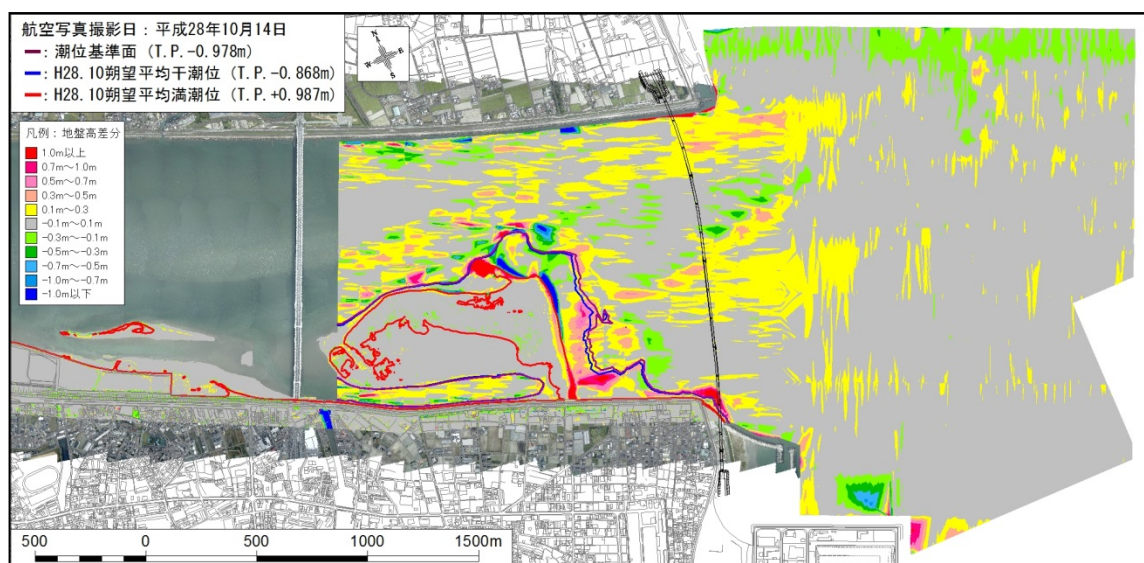 航空写真撮影日：平成28年10月14日
―: 潮位基準面 (T.P.-0.978m)
―: H28.10朔望平均干潮位 (T.P.-0.868m)
―: H28.10朔望平均満潮位 (T.P.+0.987m)
N
E
W
S
凡例：地盤高差分
1.0m以上
0.7m～1.0m
0.5m～0.7m
0.3m～0.5m
0.1m～0.3
-0.1m～0.1m
-0.3m～-0.1m
-0.5m～-0.3m
-0.7m～-0.5m
-1.0m～-0.7m
-1.0m以下
500 0 500 1000 1500m